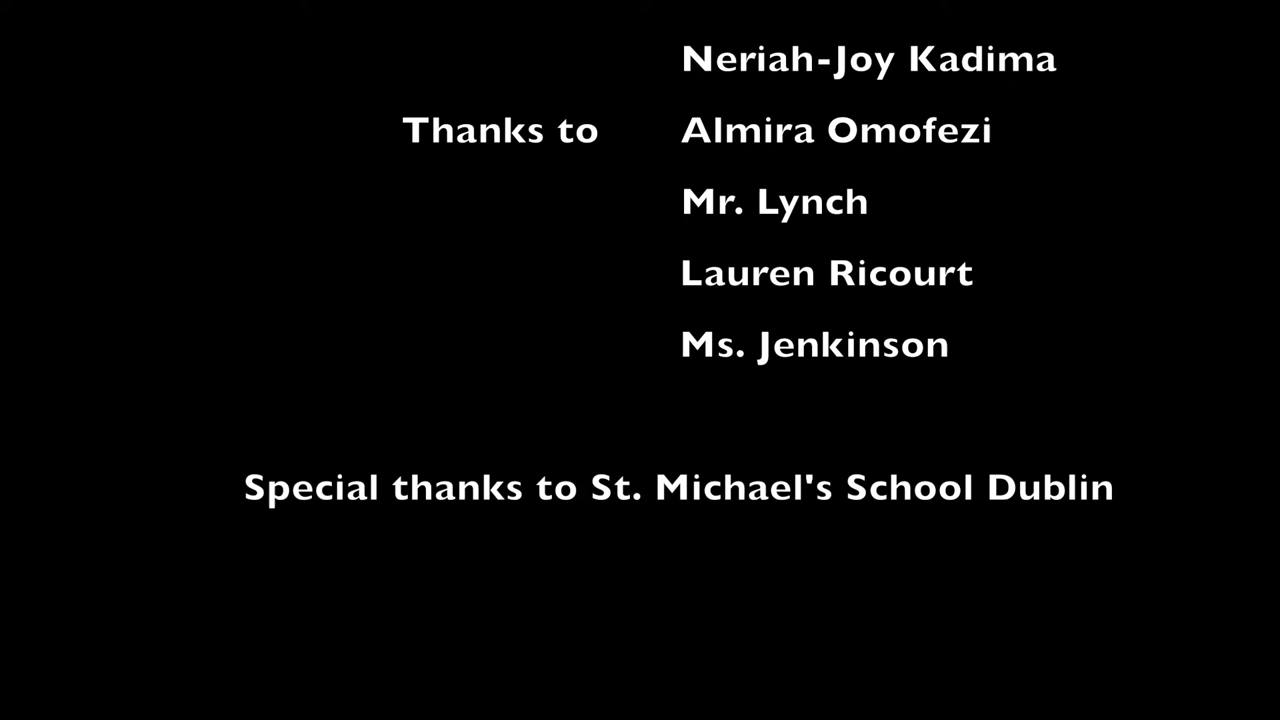 Neriah-Joy Kadima
Thanks to Almira Omofezi
Mr. Lynch
Lauren Ricourt
Ms. Jenkinson
Special thanks to St. Michael's School Dublin